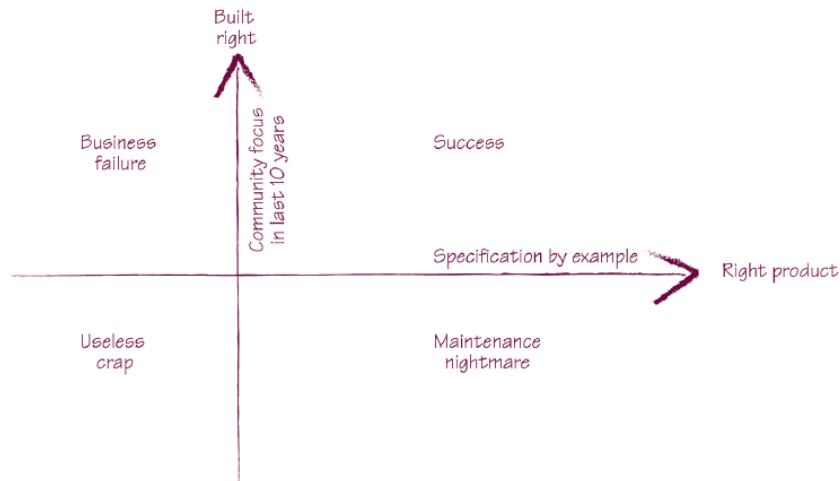 Built
right
Business
failure
Community focus
in last 10 years
Success
Specification by example
Right product
Useless
crap
Maintenance
nightmare